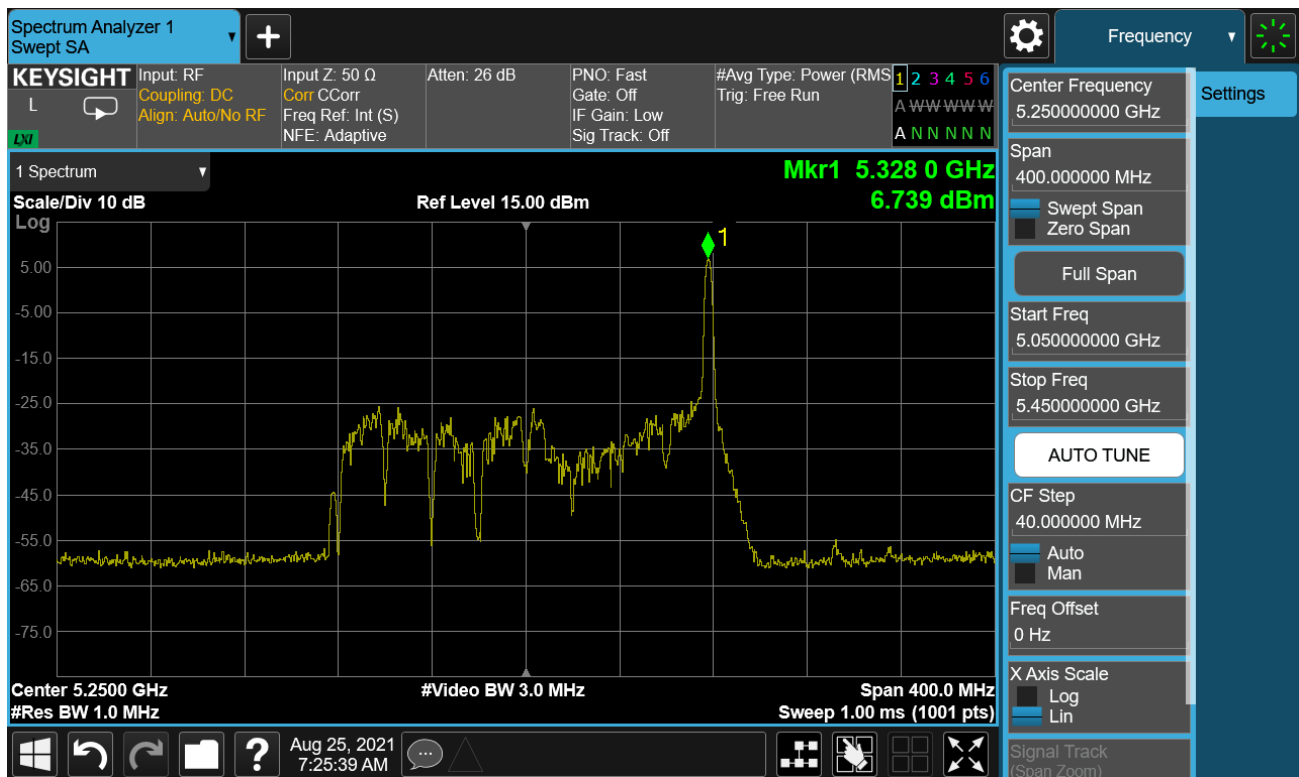 Spectrum Analyzer 1
Swept SA
Frequency
KEYSIGHT
L
LXI
Input: RF
Coupling: DC
Align: Auto/No RF
Input Z: 50 Ω
Corr CCorr
Freq Ref: Int (S)
NFE: Adaptive
Atten: 26 dB
PNO: Fast
Gate: Off
IF Gain: Low
Sig Track: Off
#Avg Type: Power (RMS
Trig: Free Run
1 2 3 4 5 6
A W W W W W
A N N N N N
1 Spectrum
Mkr1 5.328 0 GHz
Scale/Div 10 dB
Ref Level 15.00 dBm
6.739 dBm
Log
1
5.00
-5.00
-15.0
-25.0
-35.0
-45.0
-55.0
-65.0
-75.0
Center 5.2500 GHz
#Video BW 3.0 MHz
Span 400.0 MHz
#Res BW 1.0 MHz
Sweep 1.00 ms (1001 pts)
Center Frequency
5.250000000 GHz
Settings
Span
400.000000 MHz
Swept Span
Zero Span
Full Span
Start Freq
5.050000000 GHz
Stop Freq
5.450000000 GHz
AUTO TUNE
CF Step
40.000000 MHz
Auto
Man
Freq Offset
0 Hz
X Axis Scale
Log
Lin
Signal Track
(Span Zoom)
?
Aug 25, 2021
7:25:39 AM